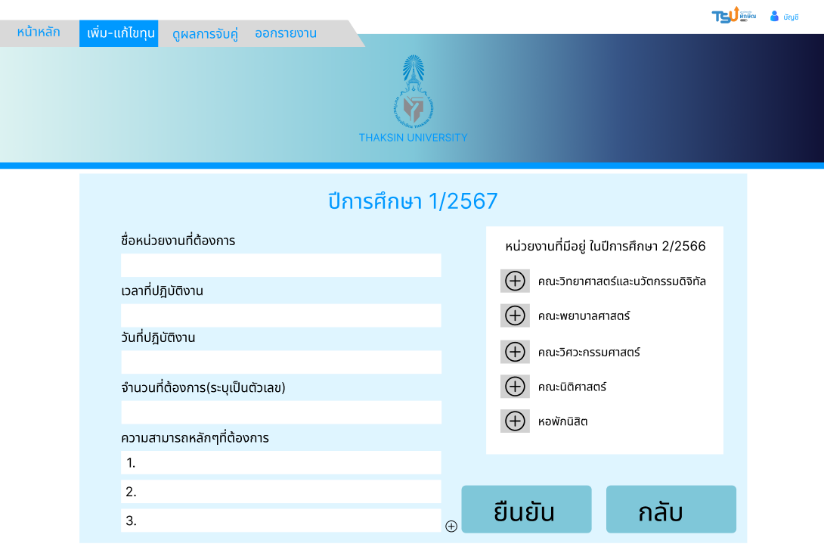 TSU
บัญชี
หน้าหลัก
เพิ่ม-แก้ไขทุน
ดูผลการจับคู่
ออกรายงาน
THAKSIN UNIVERSITY
ปีการศึกษา 1/2567
ชื่อหน่วยงานที่ต้องการ
เวลาที่ปฎิบัติงาน
วันที่ปฎิบัติงาน
จำนวนที่ต้องการ(ระบุเป็นตัวเลข)
ความสามารถหลักๆที่ต้องการ
1.
2.
3.
หน่วยงานที่มีอยู่ ในปีการศึกษา 2/2566
คณะวิทยาศาสตร์และนวัตกรรมดิจิทัล
คณะพยาบาลศาสตร์
คณะวิศวะกรรมศาสตร์
คณะนิติศาสตร์
หอพักนิสิต
ยืนยัน
กลับ